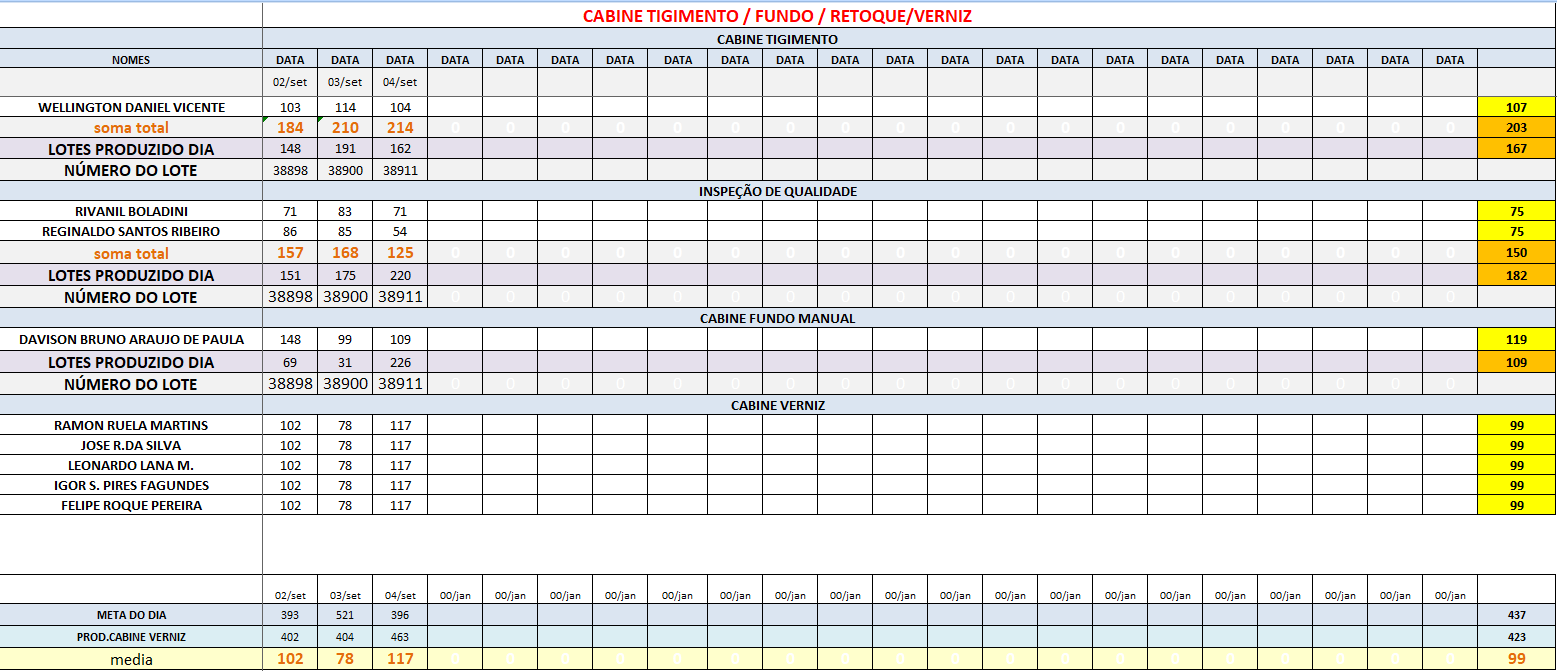 CABINE TIGIMENTO / FUNDO / RETOQUE/VERNIZ
CABINE TIGIMENTO
NOMES DATA DATA DATA DATA DATA DATA DATA DATA DATA DATA DATA DATA DATA DATA DATA DATA DATA DATA DATA DATA DATA DATA
02/set 03/set 04/set
WELLINGTON DANIEL VICENTE 103 114 104 107
soma total 184 210 214 0 0 0 0 0 0 0 0 0 0 0 0 0 0 0 0 0 0 0 203
LOTES PRODUZIDO DIA 148 191 162 167
NÚMERO DO LOTE 38898 38900 38911
INSPEÇÃO DE QUALIDADE
RIVANIL BOLADINI 71 83 71 75
REGINALDO SANTOS RIBEIRO 86 85 54 75
soma total 157 168 125 0 0 0 0 0 0 0 0 0 0 0 0 0 0 0 0 0 0 0 150
LOTES PRODUZIDO DIA 151 175 220 182
NÚMERO DO LOTE 38898 38900 38911 0 0 0 0 0 0 0 0 0 0 0 0 0 0 0 0 0 0 0
CABINE FUNDO MANUAL
DAVISON BRUNO ARAUJO DE PAULA 148 99 109 119
LOTES PRODUZIDO DIA 69 31 226 109
NÚMERO DO LOTE 38898 38900 38911 0 0 0 0 0 0 0 0 0 0 0 0 0 0 0 0 0 0 0
CABINE VERNIZ
RAMON RUELA MARTINS 102 78 117 99
JOSE R.DA SILVA 102 78 117 99
LEONARDO LANA M. 102 78 117 99
IGOR S. PIRES FAGUNDES 102 78 117 99
FELIPE ROQUE PEREIRA 102 78 117 99
02/set 03/set 04/set 00/jan 00/jan 00/jan 00/jan 00/jan 00/jan 00/jan 00/jan 00/jan 00/jan 00/jan 00/jan 00/jan 00/jan 00/jan 00/jan 00/jan 00/jan 00/jan
META DO DIA 393 521 396 437
PROD.CABINE VERNIZ 402 404 463 423
media 102 78 117 0 0 0 0 0 0 0 0 0 0 0 0 0 0 0 0 0 0 0 99